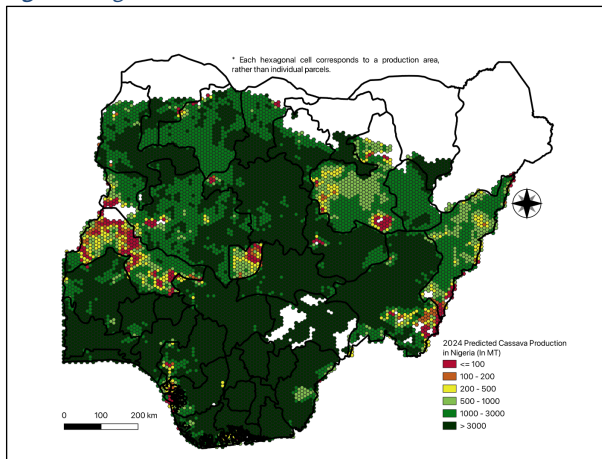 * Each hexagonal cell corresponds to a production area,
rather than individual parcels.
2024 Predicted Cassava Production
in Nigeria (In MT)
<= 100
100 - 200
200 - 500
500 - 1000
1000 - 3000
> 3000
0 100 200 km